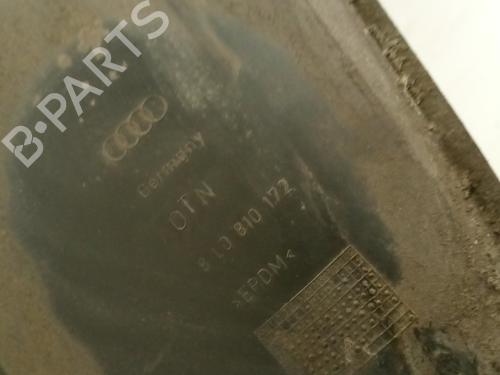 B-PARTS
Germany
OTN
8L0 810 172
>EPDM<
A